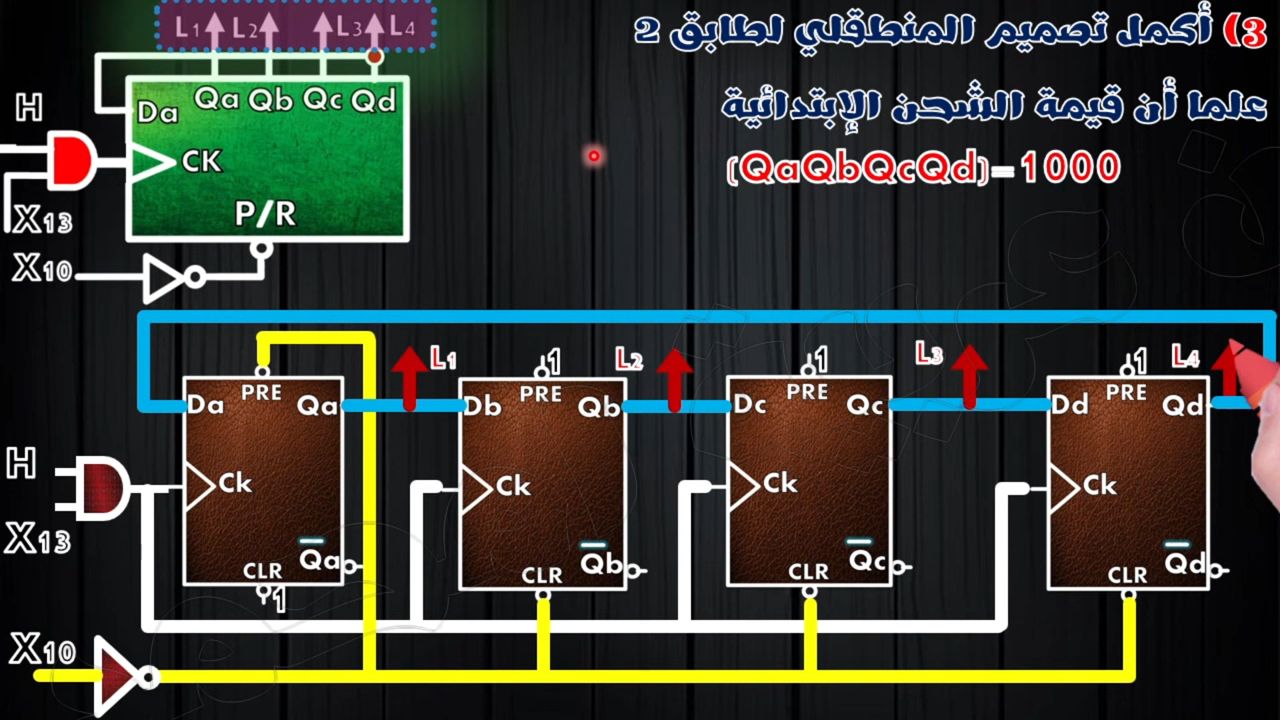 3) أكمل تصميم المنطقلي لطابق 2
علما أن قيمة الشحن الإبتدائية
(QaQbQcQd)=1000
L1 L2 L3 L4
H
Da Qa Qb Qc Qd
CK
X13
P/R
X10
L1 1 L2 1 L3 1 L4
PRE PRE PRE PRE
Da Qa Db Qb Dc Qc Dd Qd
H
Ck Ck Ck Ck
X13
Qa Qb Qc Qd
CLR CLR CLR CLR
1
X10